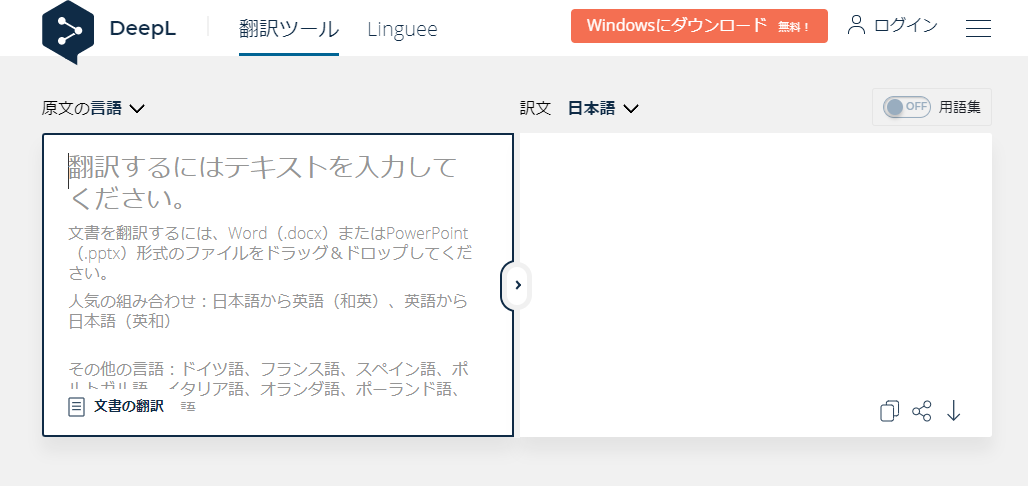 DeepL
翻訳ツール
Linguee
Windowsにダウンロード 無料！
ログイン
原文の言語
訳文 日本語
OFF 用語集
翻訳するにはテキストを入力して
ください。
文書を翻訳するには、Word（.docx）またはPowerPoint
（.pptx）形式のファイルをドラッグ＆ドロップしてくだ
さい。
人気の組み合わせ：日本語から英語（和英）、英語から
日本語（英和）
その他の言語：ドイツ語、フランス語、スペイン語、ポ
ルトガル語、イタリア語、オランダ語、ポーランド語、
文書の翻訳